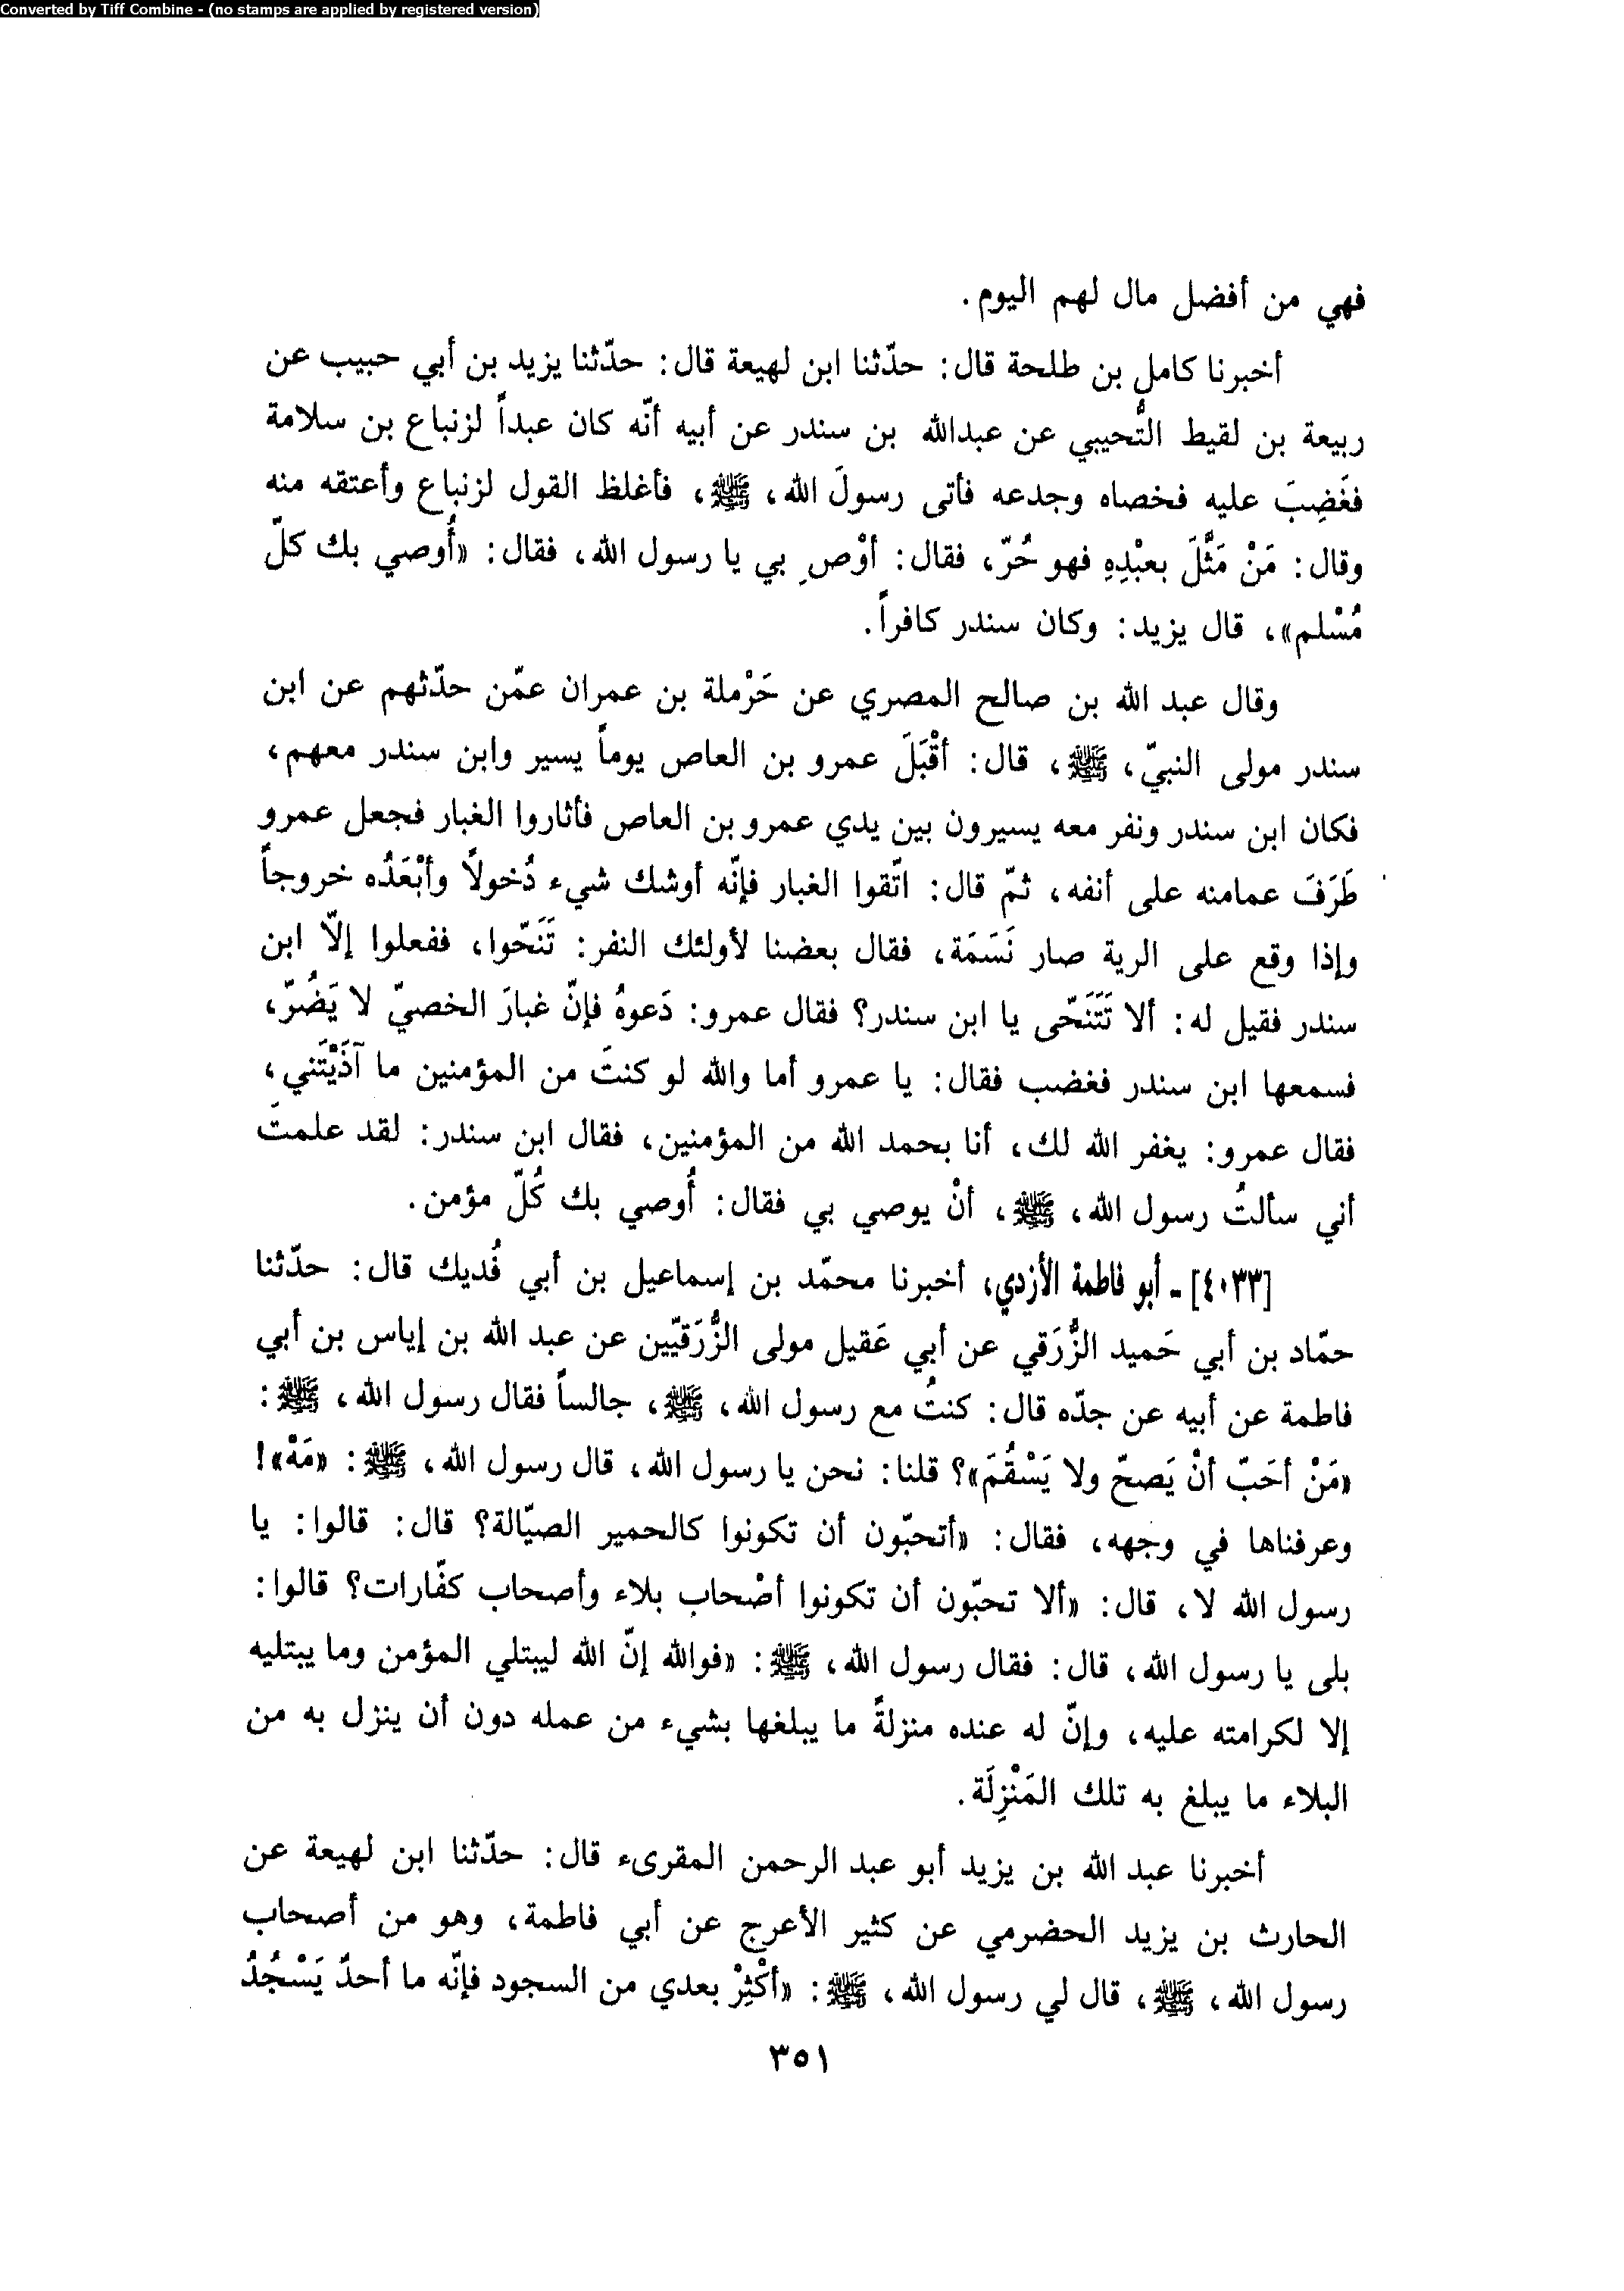 Converted by Tiff Combine - (no stamps are applied by registered version)
فهي من أفضل مال لهم اليوم.
أخبرنا كامل بن طلحة قال: حدّثنا ابن لهيعة قال: حدّثنا يزيد بن أبي حبيب عن
ربيعة بن لقيط التُّحيبي عن عبدالله بن سندر عن أبيه أنّه كان عبداً لزنباع بن سلامة
فغَضِبَ عليه فخصاه وجدعه فأتى رسولَ الله، ﷺ، فأغلظ القول لزنباع وأعتقه منه
وقال: مَنْ مَثَّلَ بعبْدِهِ فهو حُرّ، فقال: أوْصِ بي يا رسول الله، فقال: «أُوصي بك كلّ
مُسْلم»، قال يزيد: وكان سندر كافراً.
وقال عبد الله بن صالح المصري عن حَرْملة بن عمران عمّن حدّثهم عن ابن
سندر مولى النبيّ، ﷺ، قال: أقْبَلَ عمرو بن العاص يوماً يسير وابن سندر معهم،
فكان ابن سندر ونفر معه يسيرون بين يدي عمرو بن العاص فأثاروا الغبار فجعل عمرو
طَرَفَ عمامنه على أنفه، ثمّ قال: اتّقوا الغبار فإنّه أوشك شيء دُخولاً وأبْعَدُه خروجاً
وإذا وقع على الرية صار نَسَمَة، فقال بعضنا لأولئك النفر: تَنَحّوا، ففعلوا إلّا ابن
سندر فقيل له: ألا تَتَنَحّى يا ابن سندر؟ فقال عمرو: دَعوهُ فإنّ غبارَ الخصيّ لا يَضُرّ،
فسمعها ابن سندر فغضب فقال: يا عمرو أما والله لو كنتَ من المؤمنين ما آذَيْتَني،
فقال عمرو: يغفر الله لك، أنا بحمد الله من المؤمنين، فقال ابن سندر: لقد علمتَ
أني سألتُ رسول الله، ﷺ، أنْ يوصي بي فقال: أُوصي بك كُلّ مؤمن.
[٤٠٣٣] - أبو فاطمة الأزدي، أخبرنا محمّد بن إسماعيل بن أبي فُديك قال: حدّثنا
حمّاد بن أبي حَميد الزُّرَقي عن أبي عَقيل مولى الزُّرَقيّين عن عبد الله بن إياس بن أبي
فاطمة عن أبيه عن جدّه قال: كنتُ مع رسول الله، ﷺ، جالساً فقال رسول الله، ﷺ:
«مَنْ أحَبّ أنْ يَصحّ ولا يَسْقُمَ»؟ قلنا: نحن يا رسول الله، قال رسول الله، ﷺ: «مَهْ»!
وعرفناها في وجهه، فقال: «أتحبّون أن تكونوا كالحمير الصيّالة؟ قال: قالوا: يا
رسول الله لا، قال: «ألا تحبّون أن تكونوا أصْحاب بلاء وأصحاب كفّارات؟ قالوا:
بلى يا رسول الله، قال: فقال رسول الله، ﷺ: «فوالله إنّ الله ليبتلي المؤمن وما يبتليه
إلا لكرامته عليه، وإنّ له عنده منزلةً ما يبلغها بشيء من عمله دون أن ينزل به من
البلاء ما يبلغ به تلك المَنْزِلَة.
أخبرنا عبد الله بن يزيد أبو عبد الرحمن المقرىء قال: حدّثنا ابن لهيعة عن
الحارث بن يزيد الحضرمي عن كثير الأعرج عن أبي فاطمة، وهو من أصحاب
رسول الله، ﷺ، قال لي رسول الله، ﷺ: «أكْثِرْ بعدي من السجود فإنّه ما أحدٌ يَسْجُدُ
٣٥١